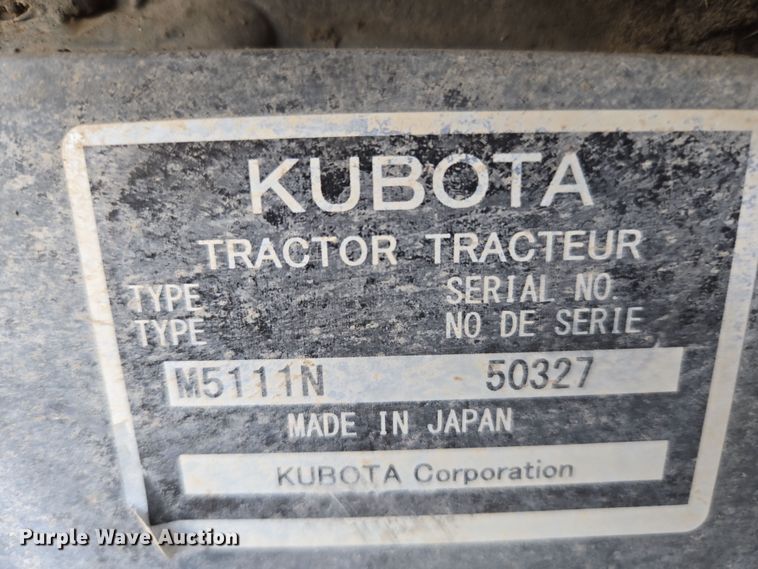 KUBOTA
TRACTOR TRACTEUR
TYPE SERIAL NO.
TYPE NO DE SERIE
M5111N 50327
MADE IN JAPAN
KUBOTA Corporation
Purple Wave Auction